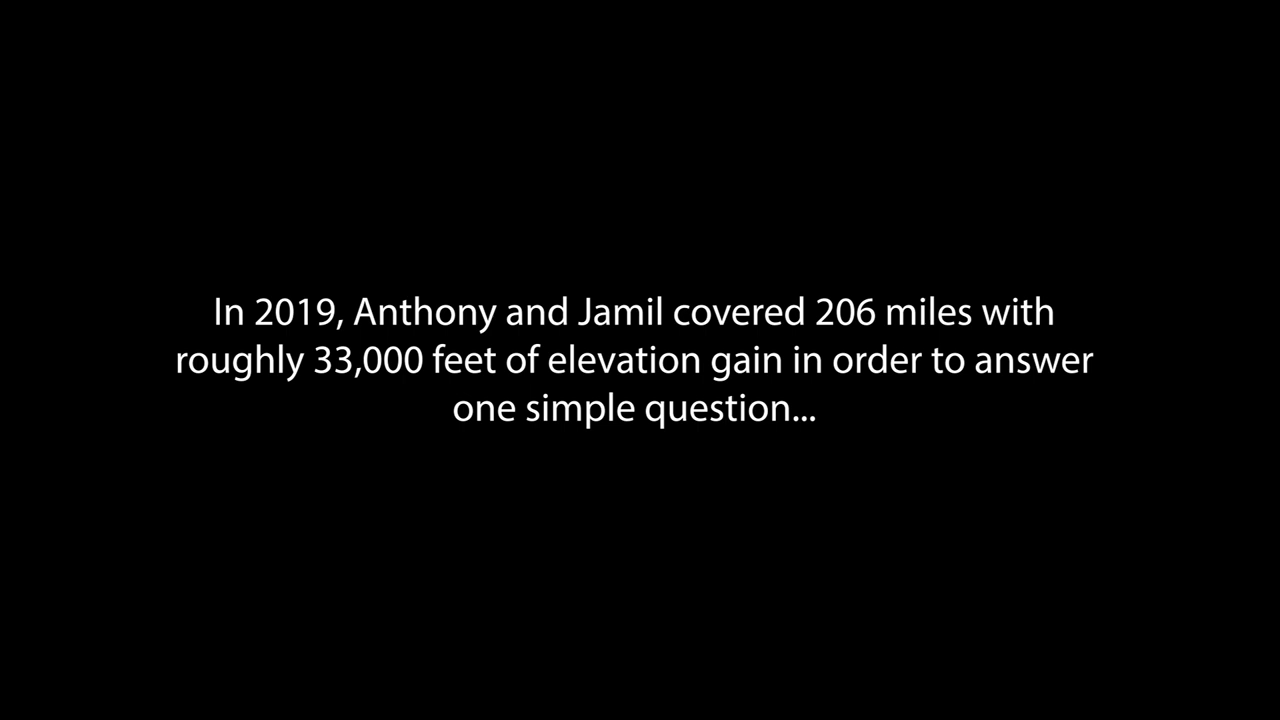 In 2019, Anthony and Jamil covered 206 miles with
roughly 33,000 feet of elevation gain in order to answer
one simple question...